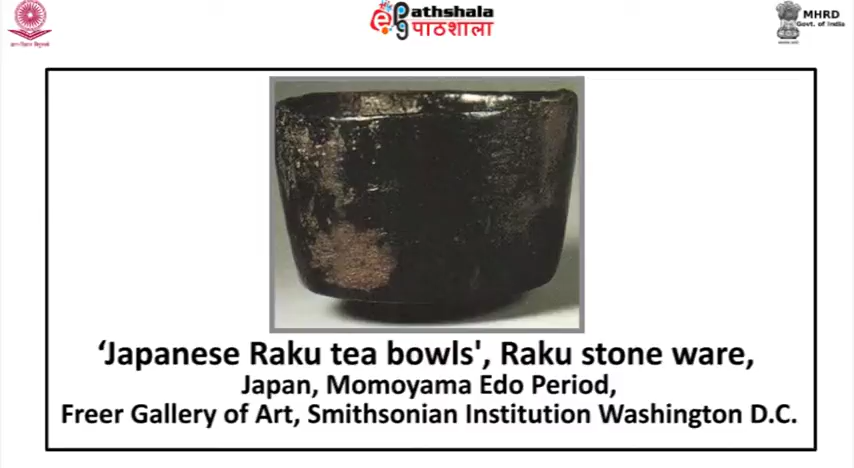 epathshala
पाठशाला
MHRD
Govt. of India
‘Japanese Raku tea bowls', Raku stone ware,
Japan, Momoyama Edo Period,
Freer Gallery of Art, Smithsonian Institution Washington D.C.